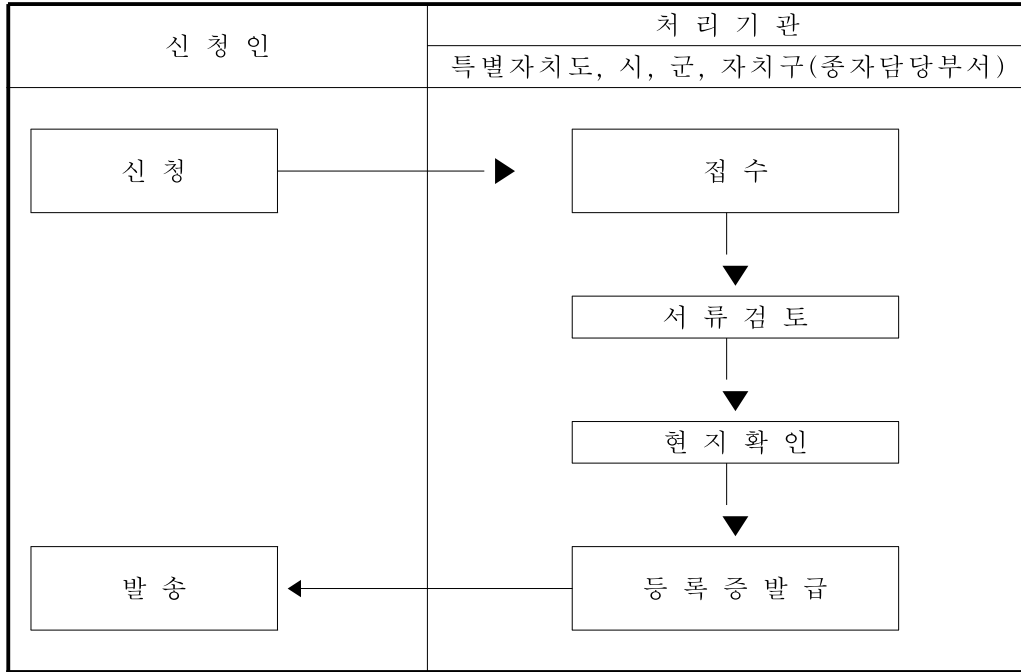 신 청 인
처 리 기 관
특별자치도, 시, 군, 자치구(종자담당부서)
신 청
접 수
서 류 검 토
현 지 확 인
발 송
등 록 증 발 급